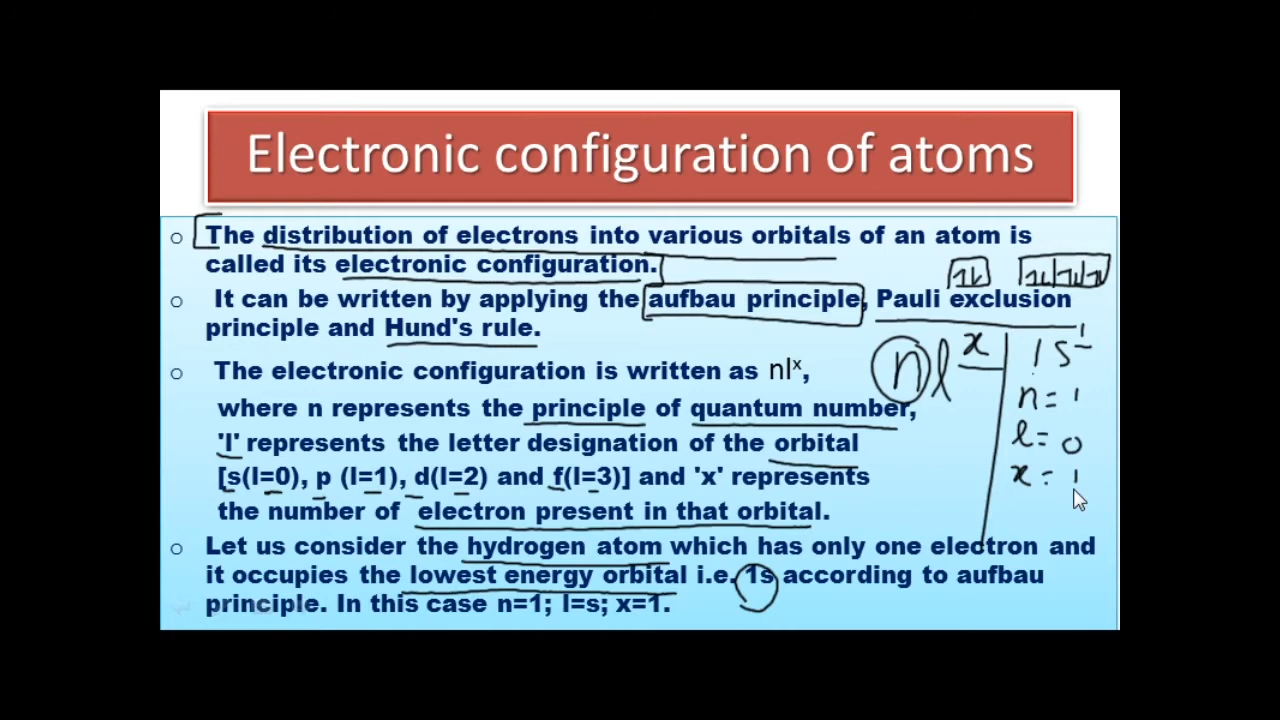 Electronic configuration of atoms
The distribution of electrons into various orbitals of an atom is
called its electronic configuration.
It can be written by applying the aufbau principle, Pauli exclusion
principle and Hund's rule.
The electronic configuration is written as nlˣ,
where n represents the principle of quantum number,
'l' represents the letter designation of the orbital
[s(l=0), p (l=1), d(l=2) and f(l=3)] and 'x' represents
the number of electron present in that orbital.
Let us consider the hydrogen atom which has only one electron and
it occupies the lowest energy orbital i.e. 1s according to aufbau
principle. In this case n=1; l=s; x=1.
nlˣ
1s¹
n=1
l=0
x=1